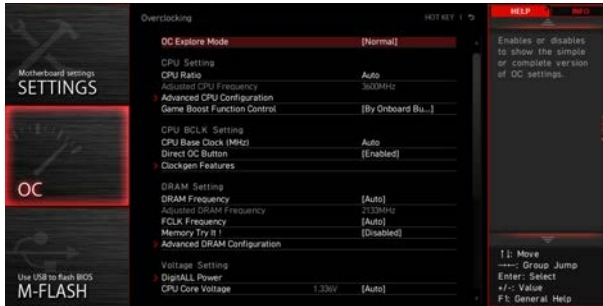 Overclocking
HOT KEY
HELP
INFO
Motherboard settings
SETTINGS
OC
Use USB to flash BIOS
M-FLASH
OC Explore Mode [Normal]
CPU Setting
CPU Ratio Auto
Adjusted CPU Frequency 3600MHz
Advanced CPU Configuration
Game Boost Function Control [By Onboard Bu...]
CPU BCLK Setting
CPU Base Clock (MHz) Auto
Direct OC Button [Enabled]
Clockgen Features
DRAM Setting
DRAM Frequency [Auto]
Adjusted DRAM Frequency 2133MHz
FCLK Frequency [Auto]
Memory Try It ! [Disabled]
Advanced DRAM Configuration
Voltage Setting
DigitALL Power
CPU Core Voltage 1.336V [Auto]
Enables or disables
to show the simple
or complete version
of OC settings.
↑↓: Move
→←: Group Jump
Enter: Select
+/-: Value
F1: General Help